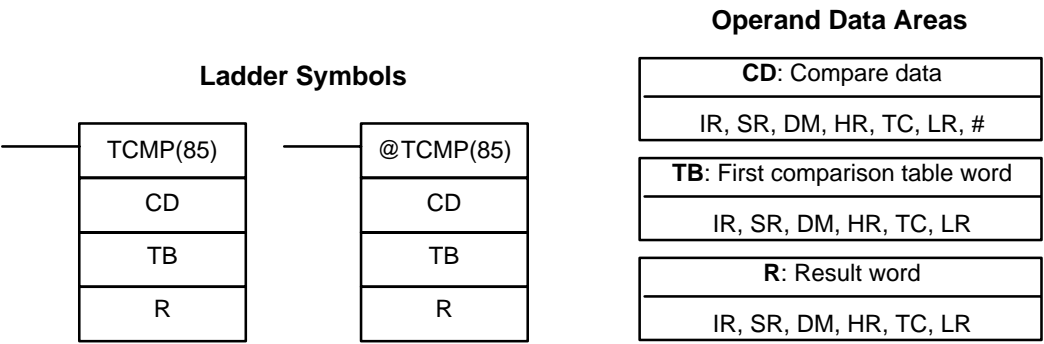 Operand Data Areas
Ladder Symbols
CD: Compare data
IR, SR, DM, HR, TC, LR, #
TB: First comparison table word
IR, SR, DM, HR, TC, LR
R: Result word
IR, SR, DM, HR, TC, LR
TCMP(85)
CD
TB
R
@TCMP(85)
CD
TB
R